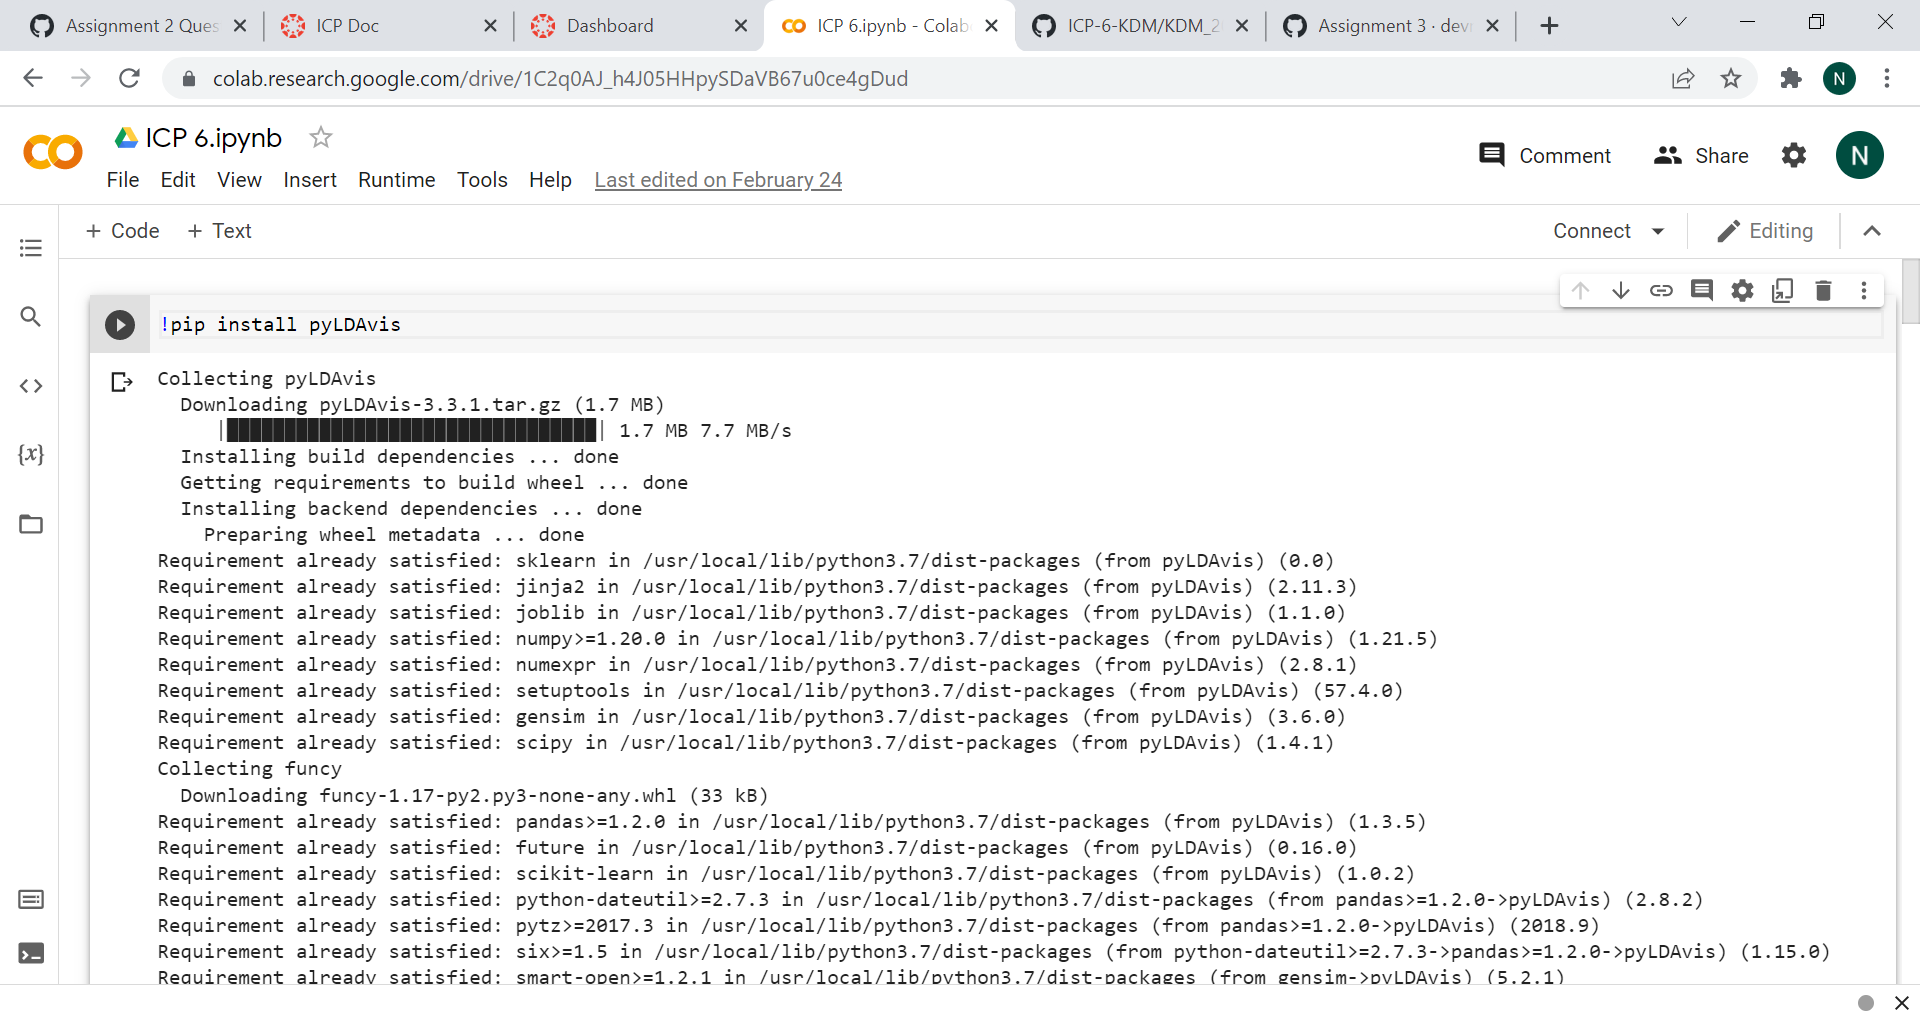 Assignment 2 Ques
ICP Doc
Dashboard
ICP 6.ipynb - Colab
ICP-6-KDM/KDM_2
Assignment 3 · dev
colab.research.google.com/drive/1C2q0AJ_h4J05HHpySDaVB67u0ce4gDud
N
ICP 6.ipynb
Comment
Share
N
File Edit View Insert Runtime Tools Help Last edited on February 24
+ Code + Text
Connect
Editing
!pip install pyLDAvis
Collecting pyLDAvis
Downloading pyLDAvis-3.3.1.tar.gz (1.7 MB)
|████████████████████████████████| 1.7 MB 7.7 MB/s
Installing build dependencies ... done
Getting requirements to build wheel ... done
Installing backend dependencies ... done
Preparing wheel metadata ... done
Requirement already satisfied: sklearn in /usr/local/lib/python3.7/dist-packages (from pyLDAvis) (0.0)
Requirement already satisfied: jinja2 in /usr/local/lib/python3.7/dist-packages (from pyLDAvis) (2.11.3)
Requirement already satisfied: joblib in /usr/local/lib/python3.7/dist-packages (from pyLDAvis) (1.1.0)
Requirement already satisfied: numpy>=1.20.0 in /usr/local/lib/python3.7/dist-packages (from pyLDAvis) (1.21.5)
Requirement already satisfied: numexpr in /usr/local/lib/python3.7/dist-packages (from pyLDAvis) (2.8.1)
Requirement already satisfied: setuptools in /usr/local/lib/python3.7/dist-packages (from pyLDAvis) (57.4.0)
Requirement already satisfied: gensim in /usr/local/lib/python3.7/dist-packages (from pyLDAvis) (3.6.0)
Requirement already satisfied: scipy in /usr/local/lib/python3.7/dist-packages (from pyLDAvis) (1.4.1)
Collecting funcy
Downloading funcy-1.17-py2.py3-none-any.whl (33 kB)
Requirement already satisfied: pandas>=1.2.0 in /usr/local/lib/python3.7/dist-packages (from pyLDAvis) (1.3.5)
Requirement already satisfied: future in /usr/local/lib/python3.7/dist-packages (from pyLDAvis) (0.16.0)
Requirement already satisfied: scikit-learn in /usr/local/lib/python3.7/dist-packages (from pyLDAvis) (1.0.2)
Requirement already satisfied: python-dateutil>=2.7.3 in /usr/local/lib/python3.7/dist-packages (from pandas>=1.2.0->pyLDAvis) (2.8.2)
Requirement already satisfied: pytz>=2017.3 in /usr/local/lib/python3.7/dist-packages (from pandas>=1.2.0->pyLDAvis) (2018.9)
Requirement already satisfied: six>=1.5 in /usr/local/lib/python3.7/dist-packages (from python-dateutil>=2.7.3->pandas>=1.2.0->pyLDAvis) (1.15.0)
Requirement already satisfied: smart-open>=1.2.1 in /usr/local/lib/python3.7/dist-packages (from gensim->pyLDAvis) (5.2.1)